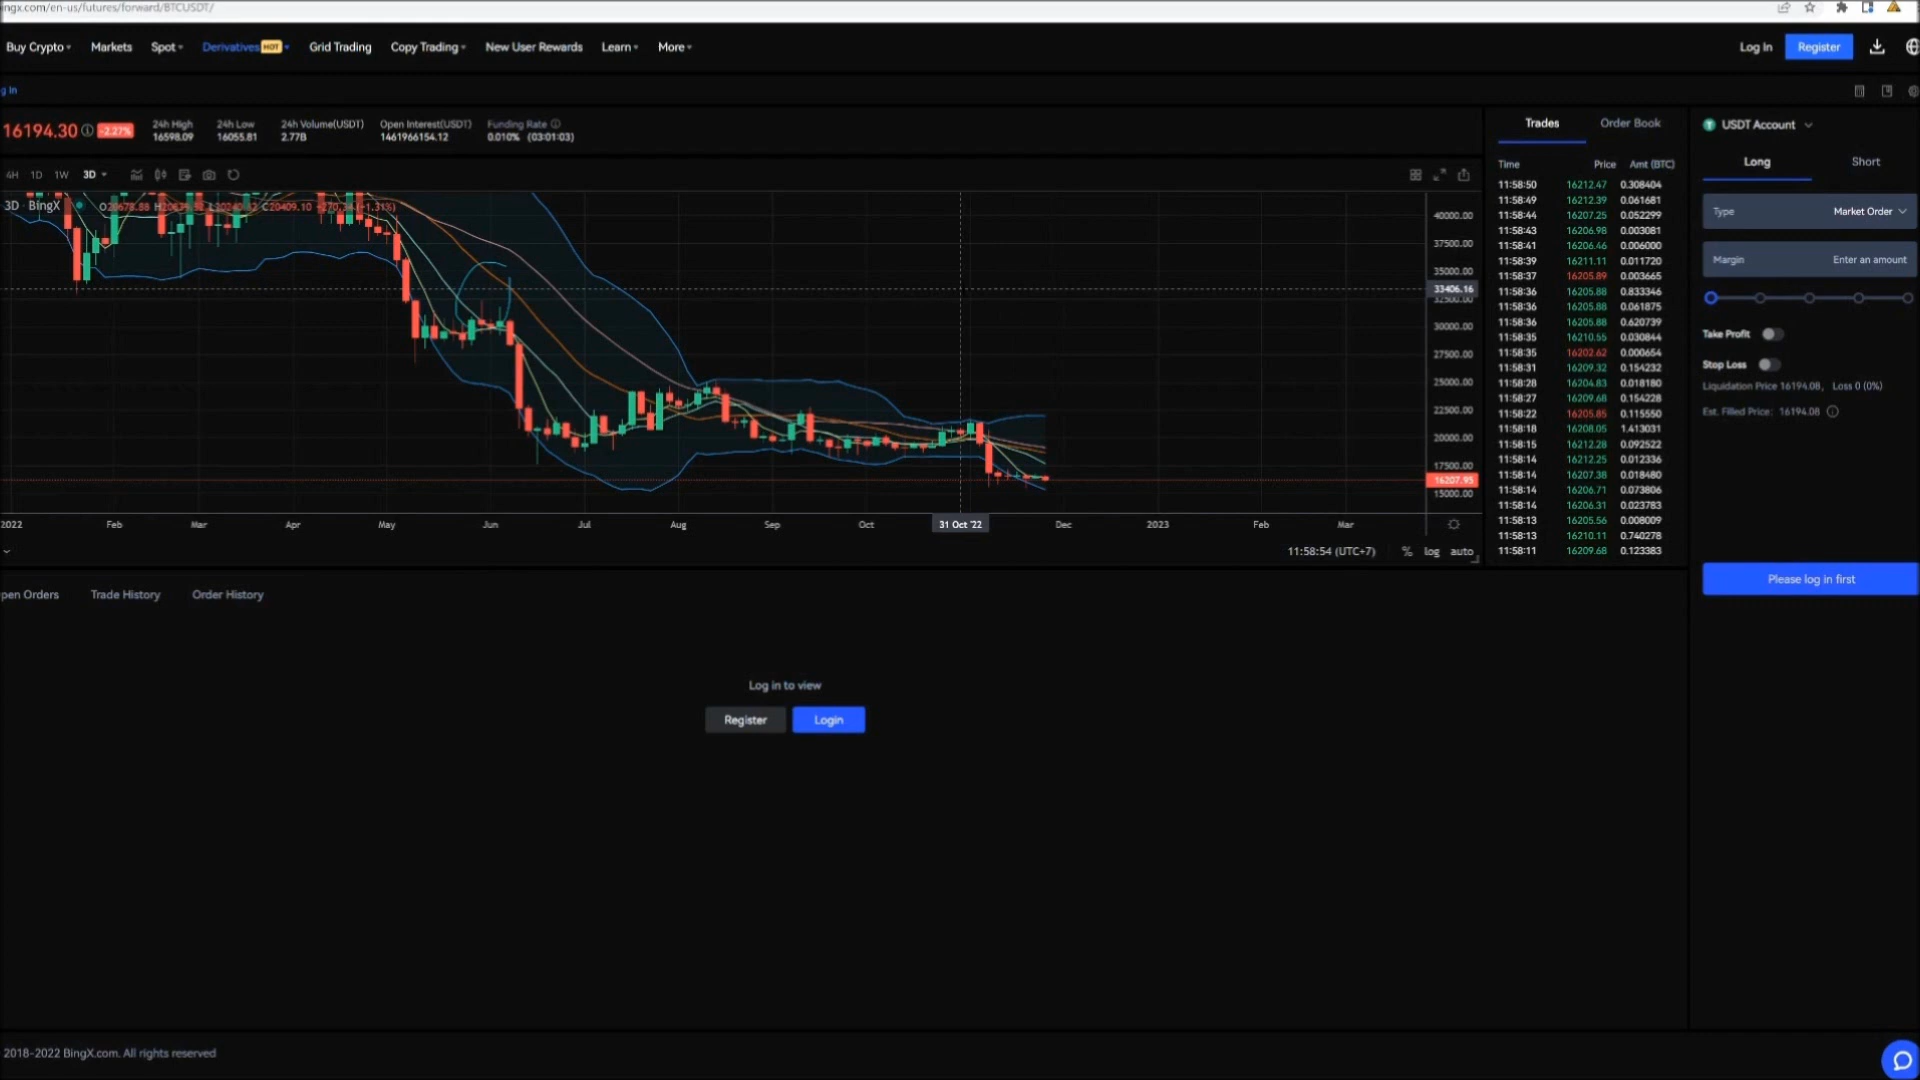 ingx.com/en-us/futures/forward/BTCUSDT/
Buy Crypto Markets Spot Derivatives HOT Grid Trading Copy Trading New User Rewards Learn More Log In Register
g in
16194.30 -2.27%
24h High 24h Low 24h Volume(USDT) Open Interest(USDT) Funding Rate
16598.09 16055.81 2.77B 1461966154.12 0.010% (03:01:03)
4H 1D 1W 3D
3D · BingX C20409.10 (-1.31%)
40000.00
37500.00
35000.00
33406.16
32500.00
30000.00
27500.00
25000.00
22500.00
20000.00
17500.00
16207.95
15000.00
2022 Feb Mar Apr May Jun Jul Aug Sep Oct 31 Oct '22 Dec 2023 Feb Mar
11:58:54 (UTC+7) % log auto
Trades Order Book
Time Price Amt (BTC)
11:58:50 16212.47 0.308404
11:58:49 16212.39 0.061681
11:58:44 16207.25 0.052299
11:58:43 16206.98 0.003081
11:58:41 16206.46 0.006000
11:58:39 16211.11 0.011720
11:58:37 16205.89 0.003665
11:58:36 16205.88 0.833346
11:58:36 16205.88 0.061875
11:58:36 16205.88 0.620739
11:58:35 16210.55 0.030844
11:58:35 16202.62 0.000654
11:58:31 16209.32 0.154232
11:58:28 16204.83 0.018180
11:58:27 16209.68 0.154228
11:58:22 16205.85 0.115550
11:58:18 16208.05 1.413031
11:58:15 16212.28 0.092522
11:58:14 16212.25 0.012336
11:58:14 16207.38 0.018480
11:58:14 16206.71 0.073806
11:58:14 16206.31 0.023783
11:58:13 16205.56 0.008009
11:58:13 16210.11 0.740278
11:58:11 16209.68 0.123383
USDT Account
Long Short
Type Market Order
Margin Enter an amount
Take Profit
Stop Loss
Liquidation Price 16194.08, Loss 0 (0%)
Est. Filled Price: 16194.08
Please log in first
pen Orders Trade History Order History
Log in to view
Register Login
2018-2022 BingX.com. All rights reserved